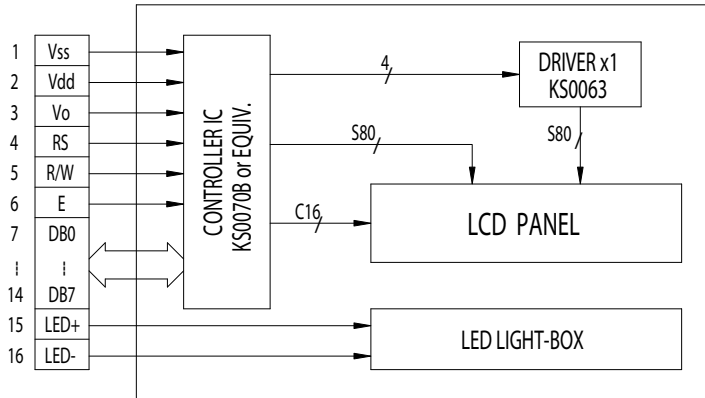 1 Vss
2 Vdd
3 Vo
4 RS
5 R/W
6 E
7 DB0
14 DB7
15 LED+
16 LED-
CONTROLLER IC
KS0070B or EQUIV.
4
DRIVER x1
KS0063
S80
S80
C16
LCD PANEL
LED LIGHT-BOX